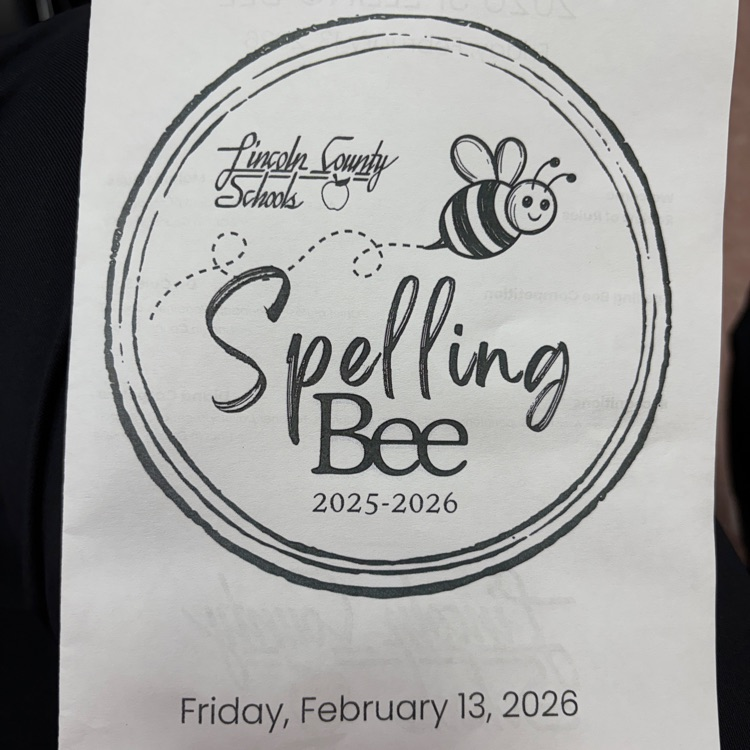 Lincoln County
Schools
Spelling
Bee
2025-2026
Friday, February 13, 2026